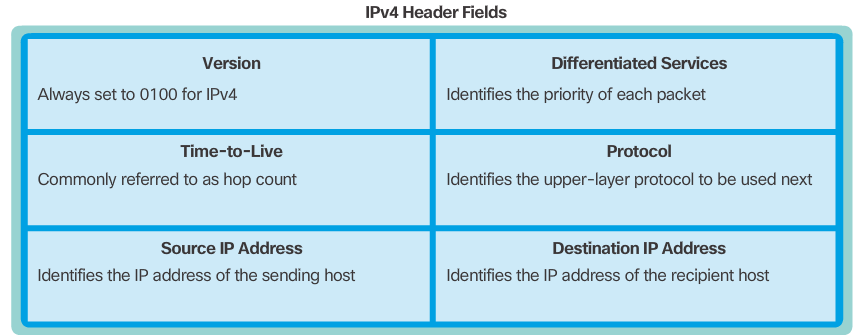 IPv4 Header Fields
Version
Always set to 0100 for IPv4
Differentiated Services
Identifies the priority of each packet
Time-to-Live
Commonly referred to as hop count
Protocol
Identifies the upper-layer protocol to be used next
Source IP Address
Identifies the IP address of the sending host
Destination IP Address
Identifies the IP address of the recipient host